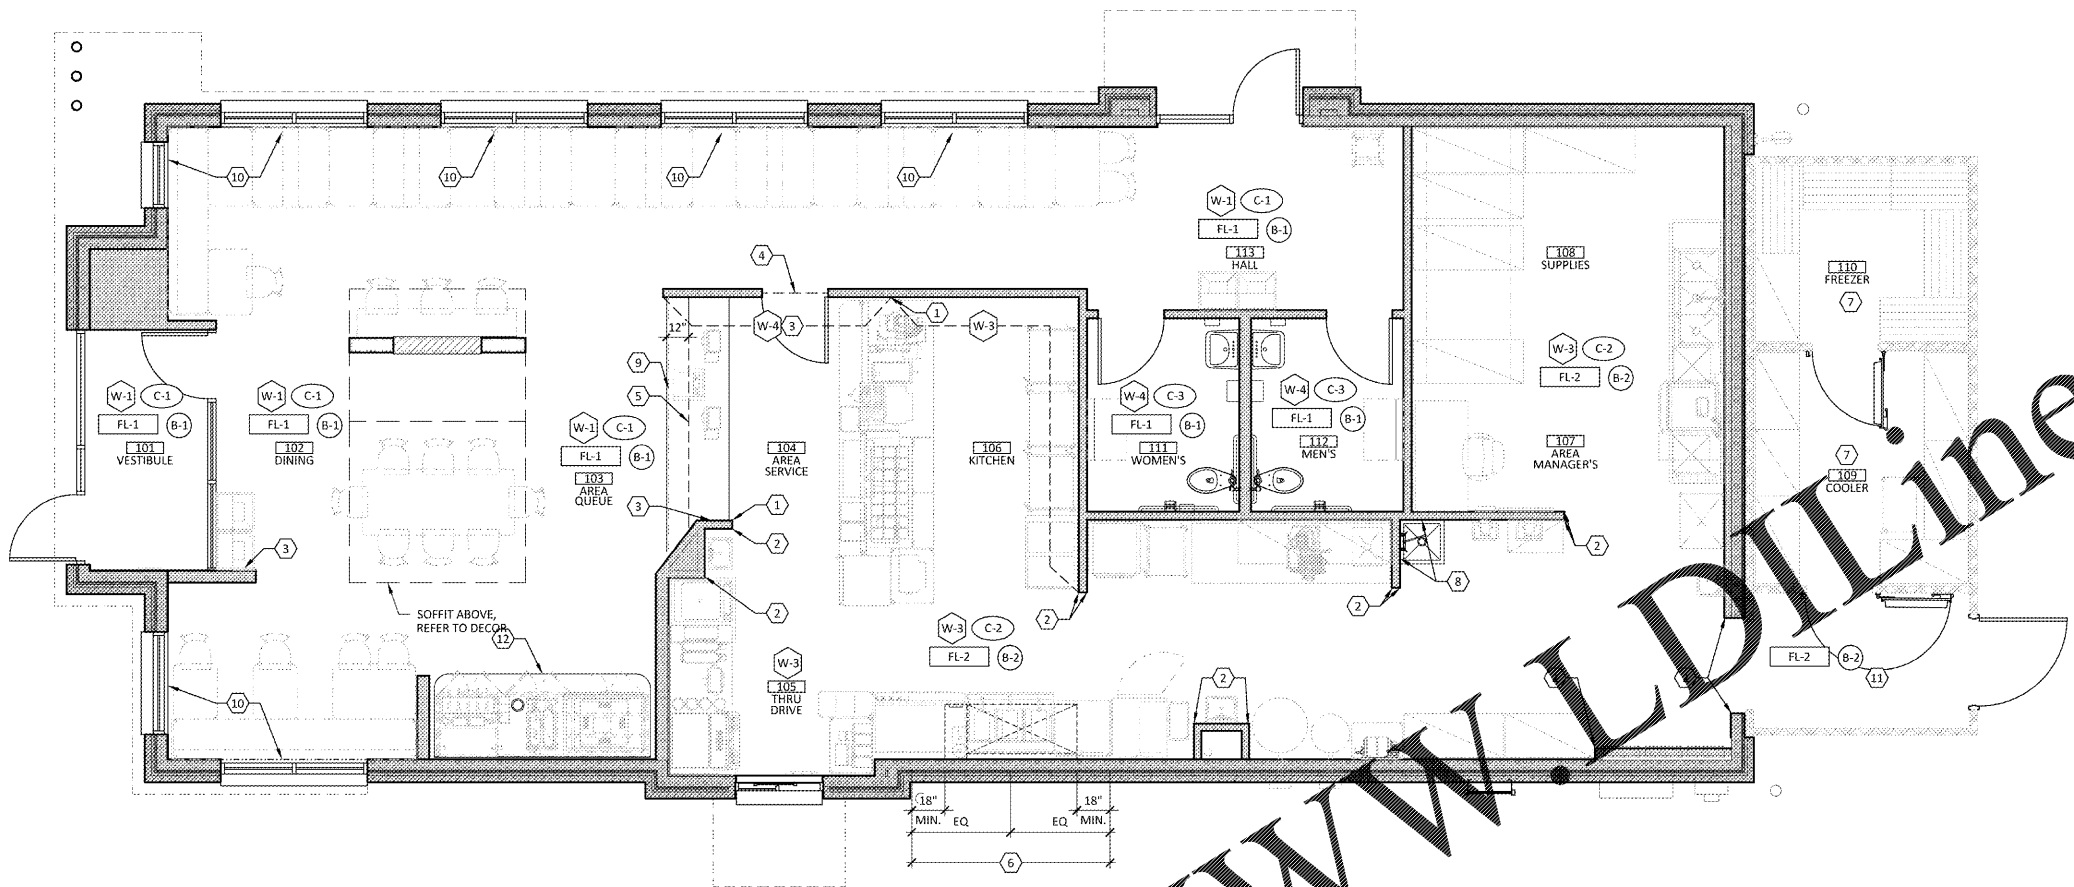 10
10
10
10
W-1 C-1
FL-1 B-1
113
HALL
4
108
SUPPLIES
110
FREEZER
7
1
12"
W-4 3
W-3
9
5
W-3 C-2
FL-2 B-2
W-1 C-1
FL-1 B-1
101
VESTIBULE
W-1 C-1
FL-1 B-1
102
DINING
W-1 C-1
FL-1 B-1
103
AREA
QUEUE
104
AREA
SERVICE
106
KITCHEN
W-4 C-3
FL-1 B-1
111
WOMEN'S
W-4 C-3
FL-1 B-1
112
MEN'S
107
AREA
MANAGER'S
7
109
COOLER
3
1
2
3
2
8
2
2
2
SOFFIT ABOVE,
REFER TO DECOR
12
W-3 C-2
FL-2 B-2
W-3
105
THRU
DRIVE
2
FL-2 B-2
11
10
18"
MIN.
EQ
EQ
18"
MIN.
6
WWW.LDILine